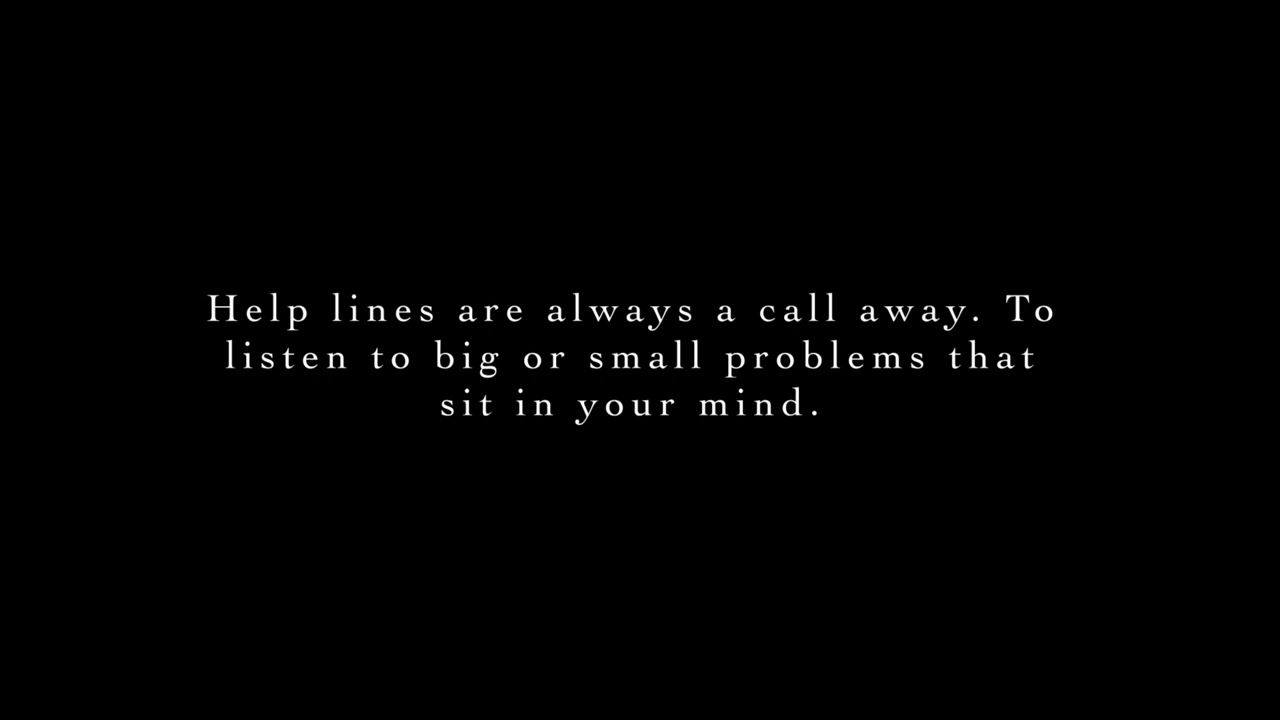 Help lines are always a call away. To
listen to big or small problems that
sit in your mind.